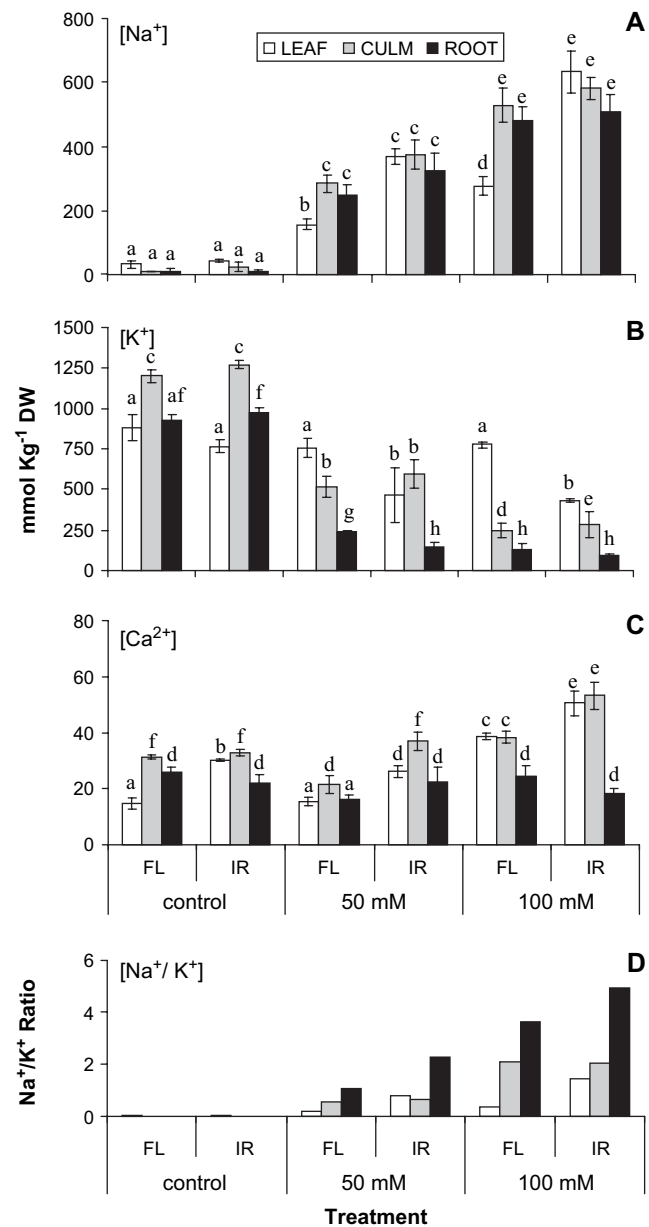 [Na⁺]
A
LEAF CULM ROOT
800
600
400
200
0
a a a a a a b c c c c c d e e e e e
[K⁺]
B
1500
1250
1000
750
500
250
0
a c af a c f a b g b b h a d h b e h
mmol Kg⁻¹ DW
[Ca²⁺]
C
80
60
40
20
0
a f d b f d a d a d f d c c d e e d
FL IR FL IR FL IR
control 50 mM 100 mM
[Na⁺/ K⁺]
D
6
4
2
0
Na⁺/K⁺ Ratio
FL IR FL IR FL IR
control 50 mM 100 mM
Treatment